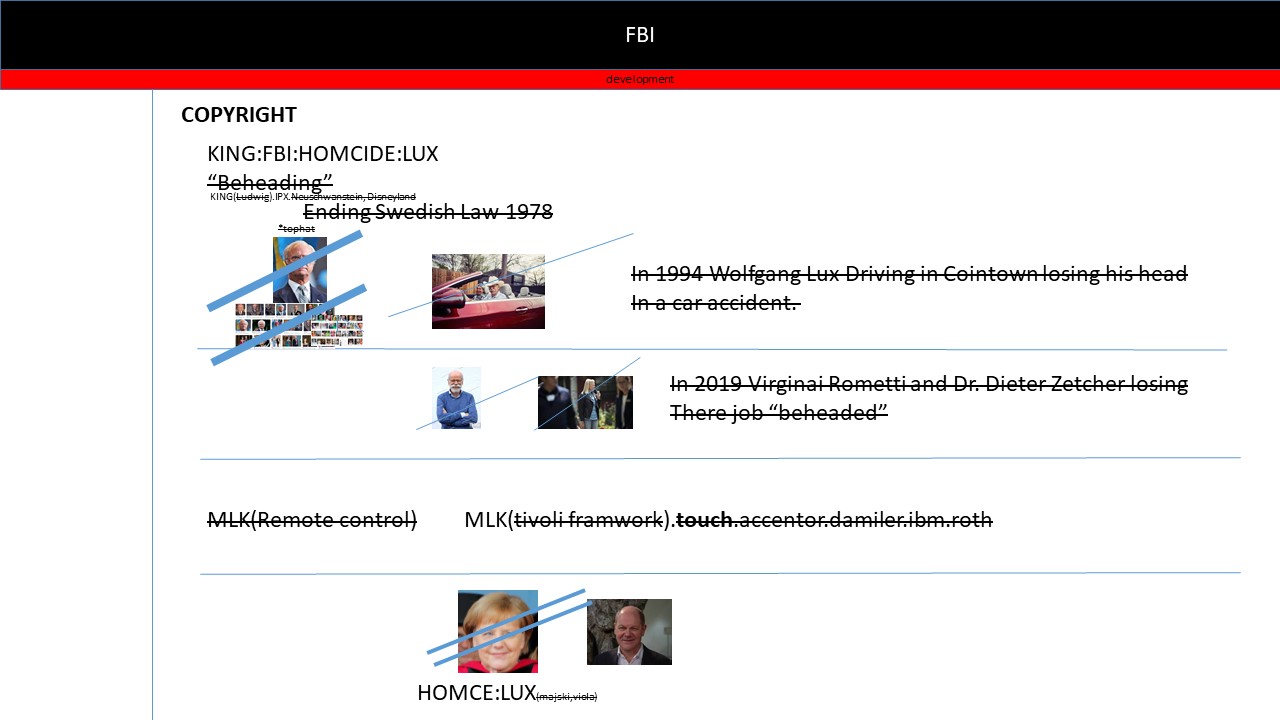 FBI
development
COPYRIGHT
KING:FBI:HOMCIDE:LUX
“Beheading”
KING(Ludwig).IPX.Neuschwanstein, Disneyland
Ending Swedish Law 1978
*tophat
In 1994 Wolfgang Lux Driving in Cointown losing his head
In a car accident.
In 2019 Virginai Rometti and Dr. Dieter Zetcher losing
There job “beheaded”
MLK(Remote control) MLK(tivoli framwork).touch.accentor.damiler.ibm.roth
HOMCE:LUX(majski,viola)